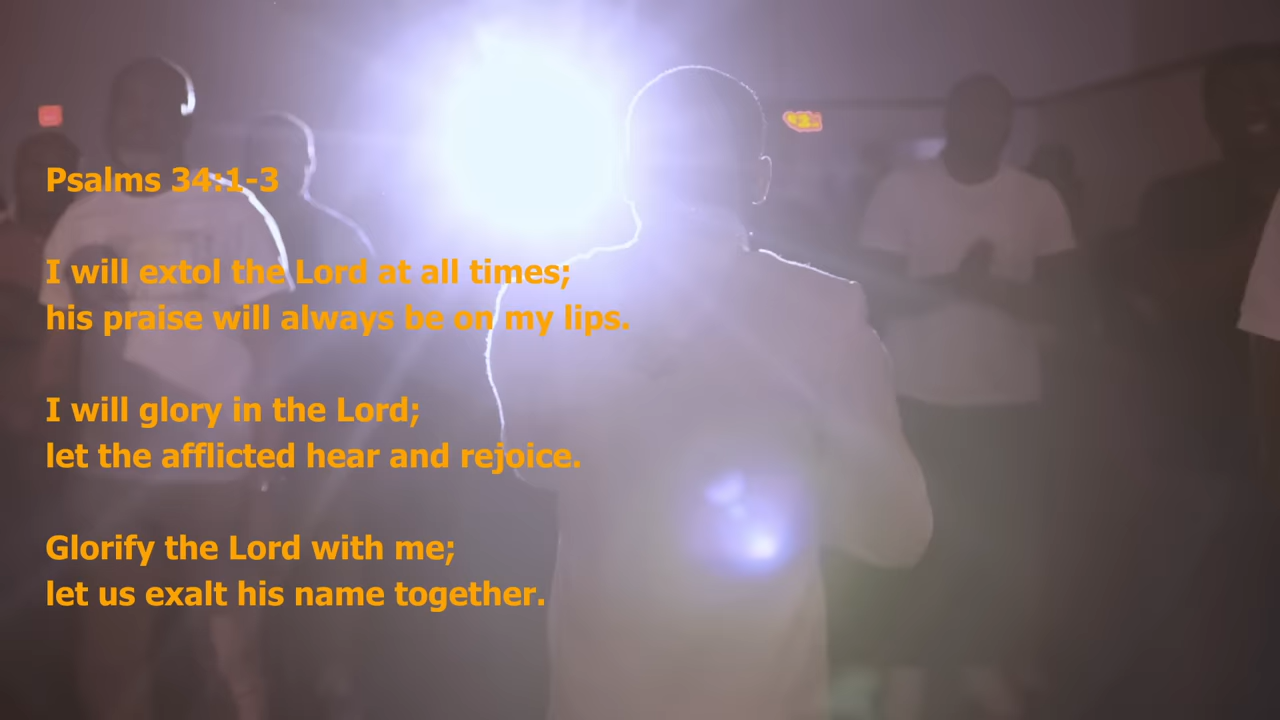 Psalms 34:1-3
I will extol the Lord at all times;
his praise will always be on my lips.
I will glory in the Lord;
let the afflicted hear and rejoice.
Glorify the Lord with me;
let us exalt his name together.